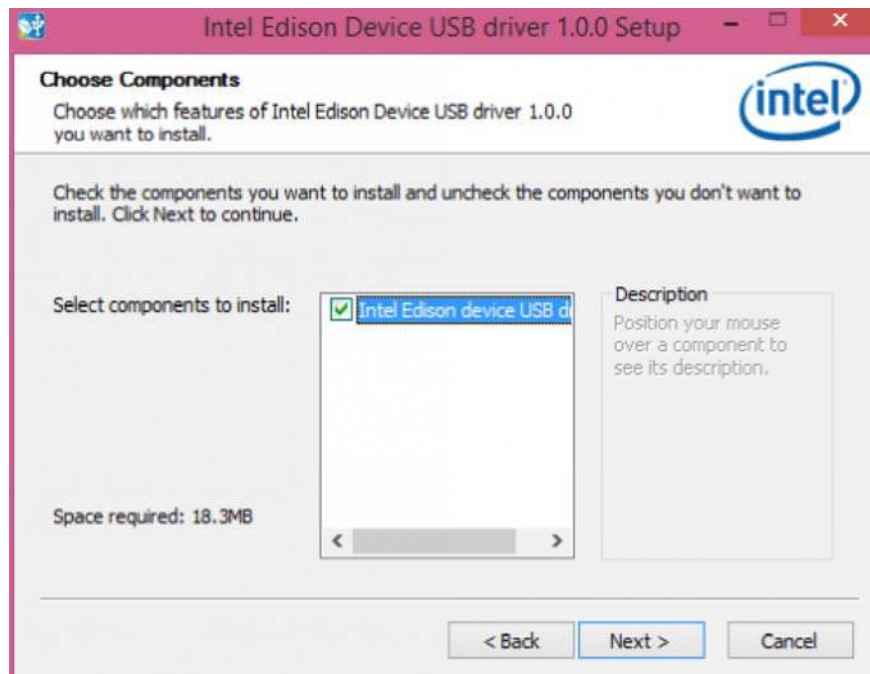 Intel Edison Device USB driver 1.0.0 Setup
Choose Components
Choose which features of Intel Edison Device USB driver 1.0.0
you want to install.
intel
Check the components you want to install and uncheck the components you don't want to
install. Click Next to continue.
Select components to install:
Intel Edison device USB
Description
Position your mouse
over a component to
see its description.
Space required: 18.3MB
< Back
Next >
Cancel